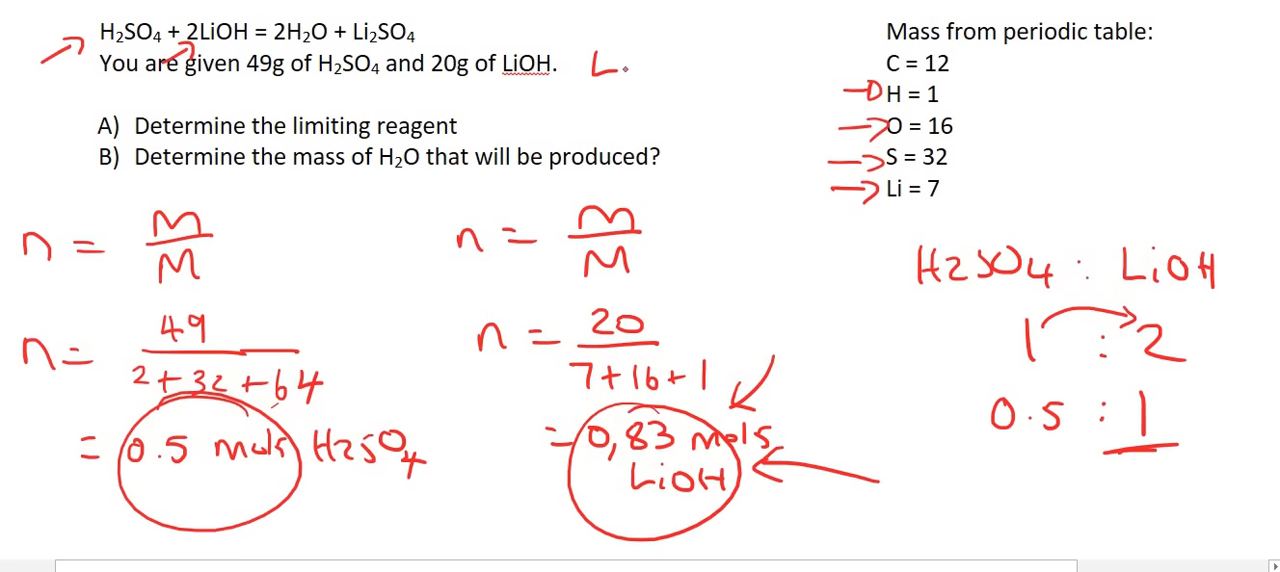 H₂SO₄ + 2LiOH = 2H₂O + Li₂SO₄
You are given 49g of H₂SO₄ and 20g of LiOH. L.
A) Determine the limiting reagent
B) Determine the mass of H₂O that will be produced?
Mass from periodic table:
C = 12
H = 1
O = 16
S = 32
Li = 7
n = m/M
n = 49/2+32+64
= 0.5 mols H2SO4
n = m/M
n = 20/7+16+1
= 0,83 mols
LiOH
H2SO4 : LiOH
1 : 2
0.5 : 1